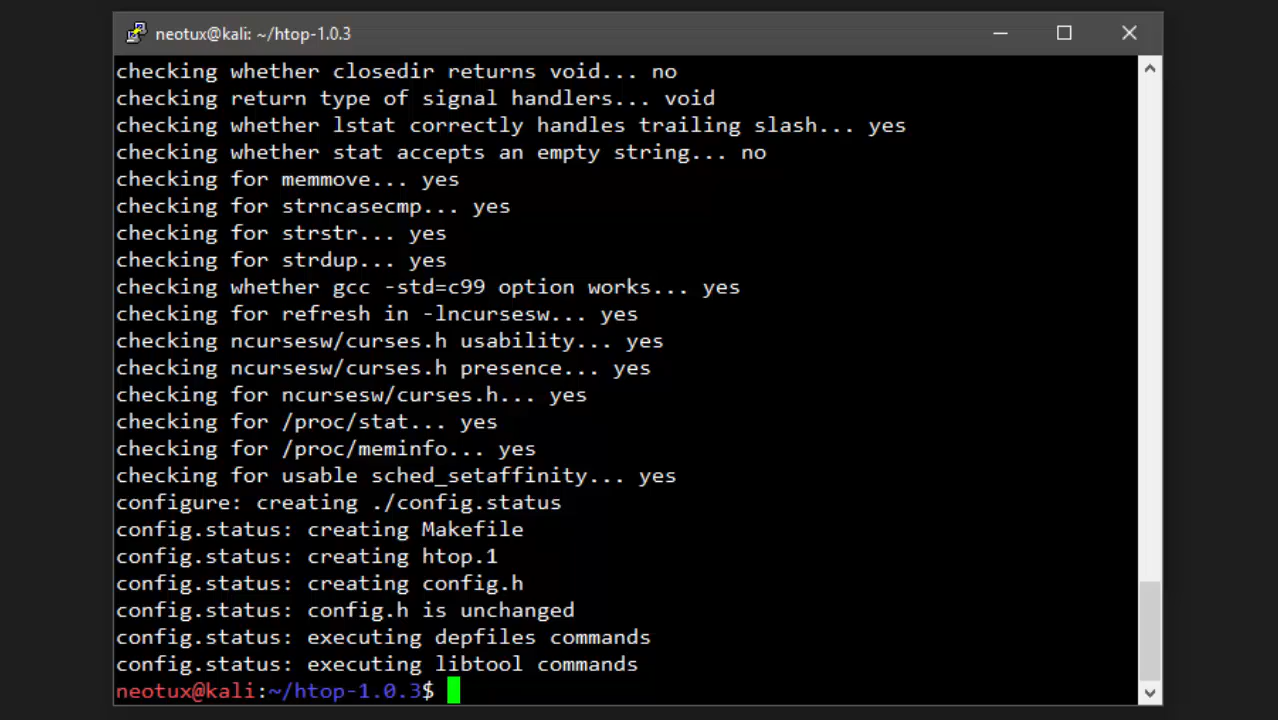 neotux@kali: ~/htop-1.0.3
checking whether closedir returns void... no
checking return type of signal handlers... void
checking whether lstat correctly handles trailing slash... yes
checking whether stat accepts an empty string... no
checking for memmove... yes
checking for strncasecmp... yes
checking for strstr... yes
checking for strdup... yes
checking whether gcc -std=c99 option works... yes
checking for refresh in -lncursesw... yes
checking ncursesw/curses.h usability... yes
checking ncursesw/curses.h presence... yes
checking for ncursesw/curses.h... yes
checking for /proc/stat... yes
checking for /proc/meminfo... yes
checking for usable sched_setaffinity... yes
configure: creating ./config.status
config.status: creating Makefile
config.status: creating htop.1
config.status: creating config.h
config.status: config.h is unchanged
config.status: executing depfiles commands
config.status: executing libtool commands
neotux@kali:~/htop-1.0.3$